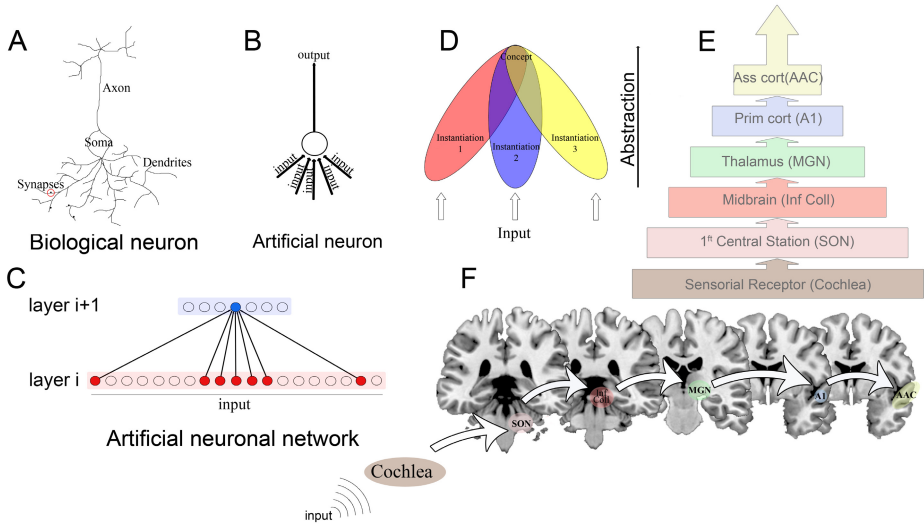 A
Axon
Soma
Dendrites
Synapses
Biological neuron
B
output
input
input
input
input
input
Artificial neuron
C
layer i+1
layer i
input
Artificial neuronal network
D
Concept
Instantiation
1
Instantiation
2
Instantiation
3
Abstraction
Input
E
Ass cort(AAC)
Prim cort (A1)
Thalamus (MGN)
Midbrain (Inf Coll)
1ft Central Station (SON)
Sensorial Receptor (Cochlea)
F
SON
Inf
Coll
MGN
A1
AAC
Cochlea
input